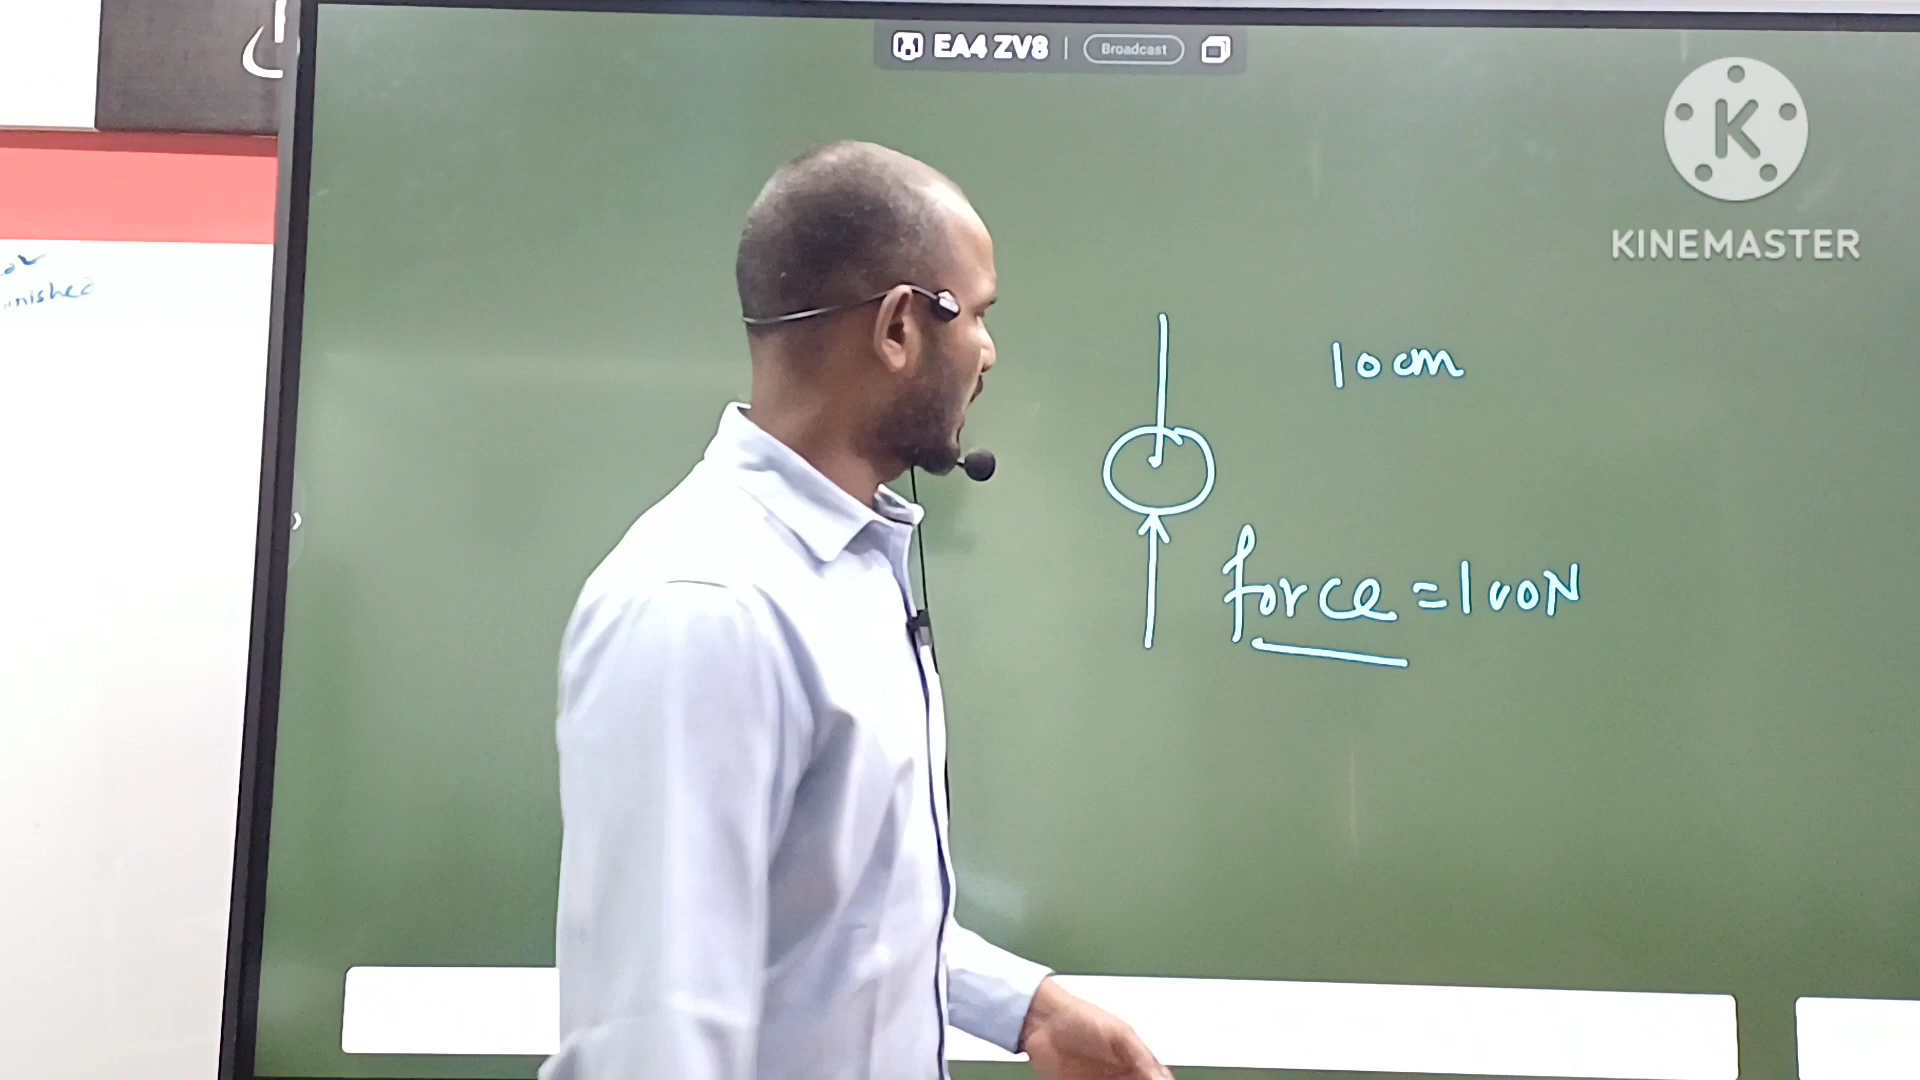 EA4 ZV8 | Broadcast
K
KINEMASTER
10 cm
force = 100N